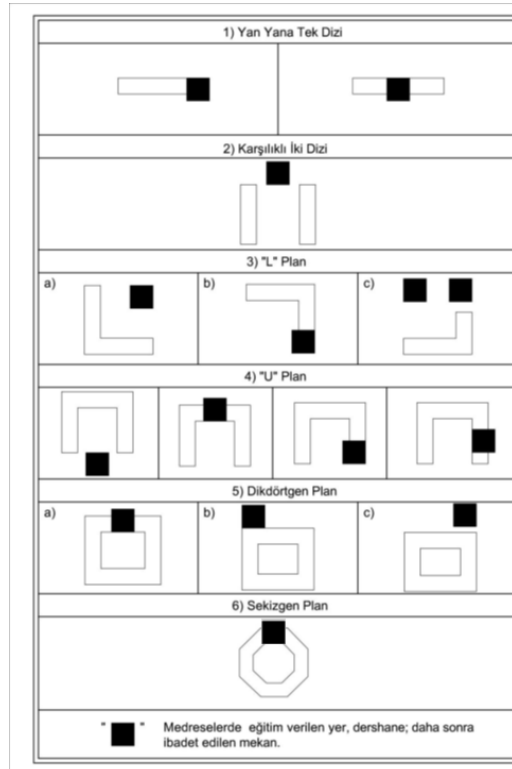 1) Yan Yana Tek Dizi
2) Karşılıklı İki Dizi
3) "L" Plan
a)
b)
c)
4) "U" Plan
5) Dikdörtgen Plan
a)
b)
c)
6) Sekizgen Plan
" " Medreselerde eğitim verilen yer, dershane; daha sonra
ibadet edilen mekan.